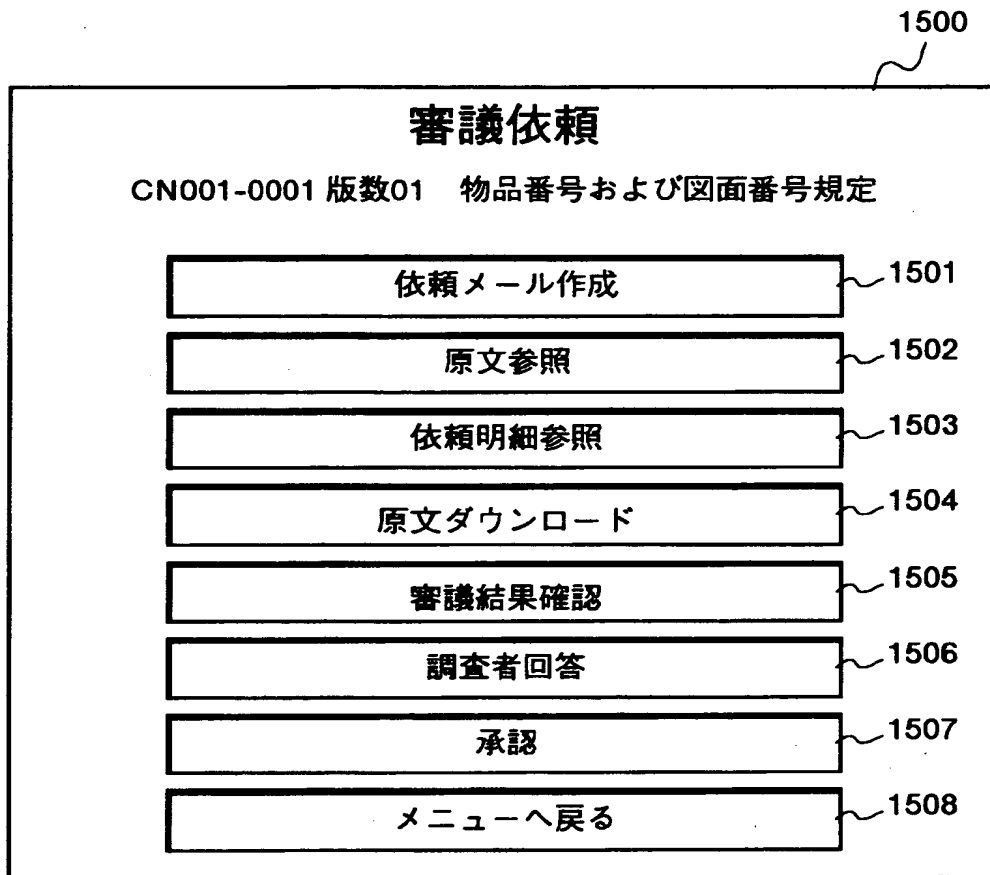 1500
審議依頼
CN001-0001 版数01　物品番号および図面番号規定
依頼メール作成 1501
原文参照 1502
依頼明細参照 1503
原文ダウンロード 1504
審議結果確認 1505
調査者回答 1506
承認 1507
メニューへ戻る 1508